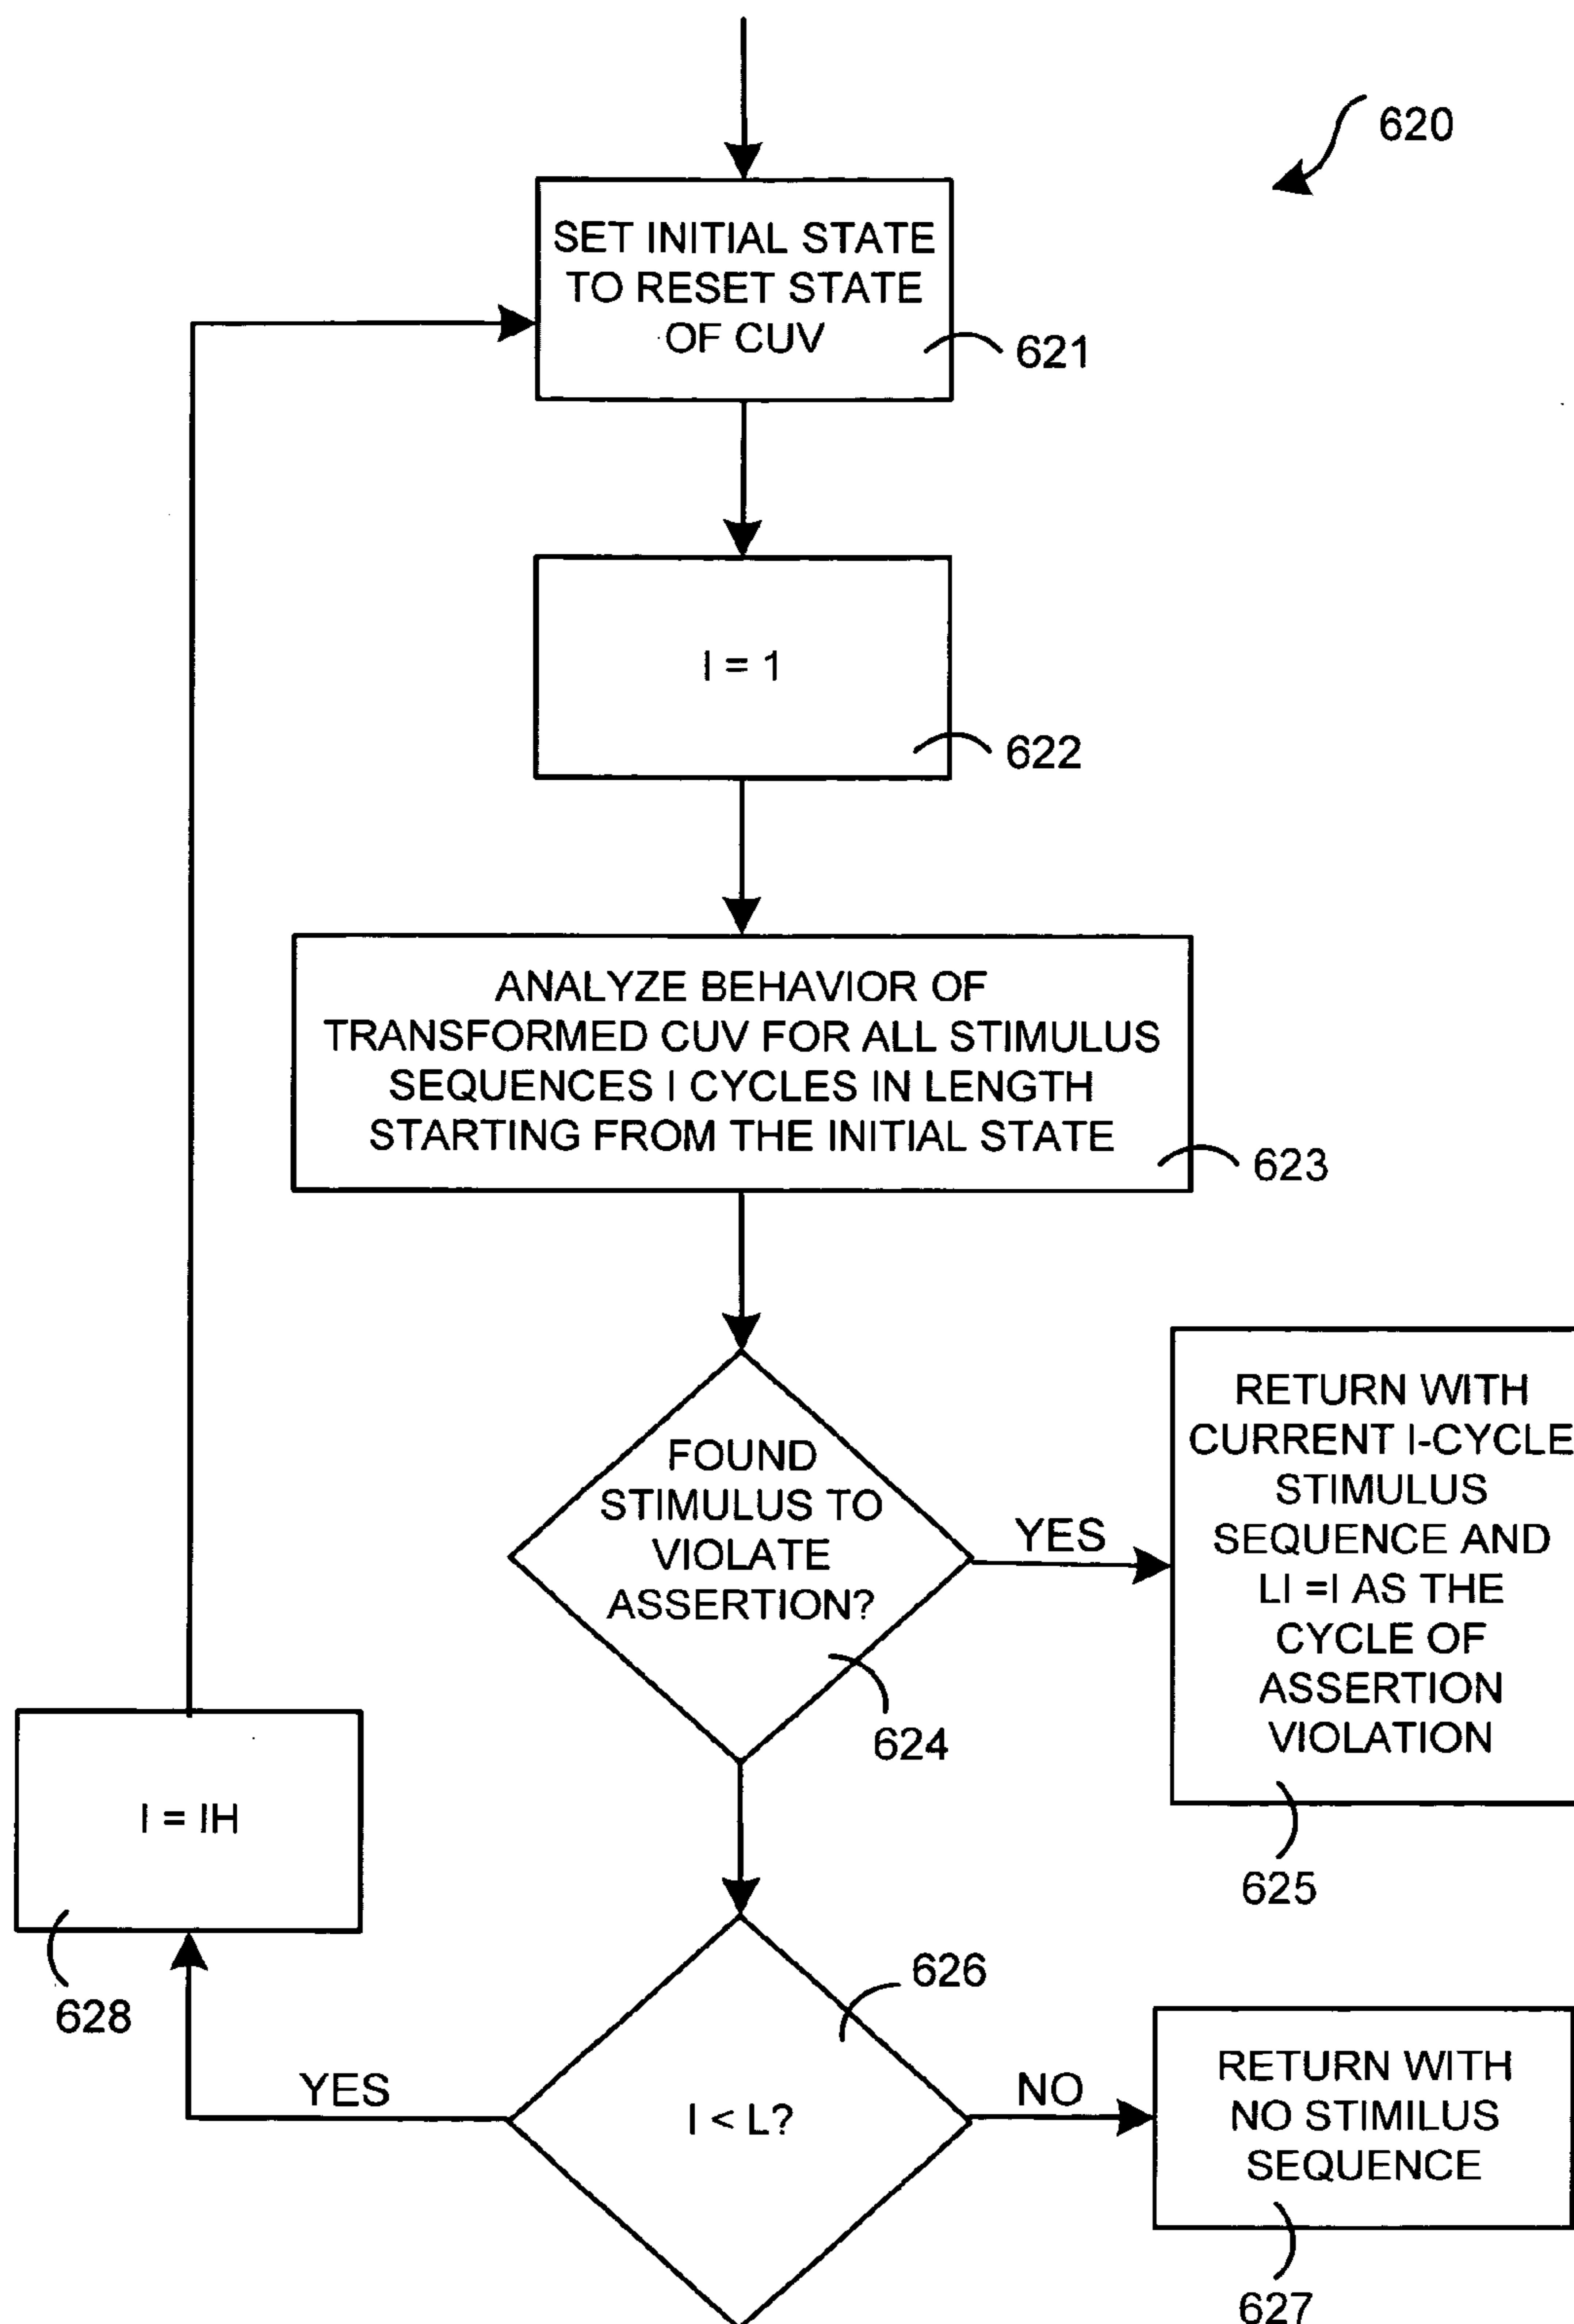 620
SET INITIAL STATE
TO RESET STATE
OF CUV
621
I = 1
622
ANALYZE BEHAVIOR OF
TRANSFORMED CUV FOR ALL STIMULUS
SEQUENCES I CYCLES IN LENGTH
STARTING FROM THE INITIAL STATE
623
FOUND
STIMULUS TO
VIOLATE
ASSERTION?
624
YES
RETURN WITH
CURRENT I-CYCLE
STIMULUS
SEQUENCE AND
LI =I AS THE
CYCLE OF
ASSERTION
VIOLATION
625
I = IH
628
626
I < L?
YES
NO
RETURN WITH
NO STIMILUS
SEQUENCE
627